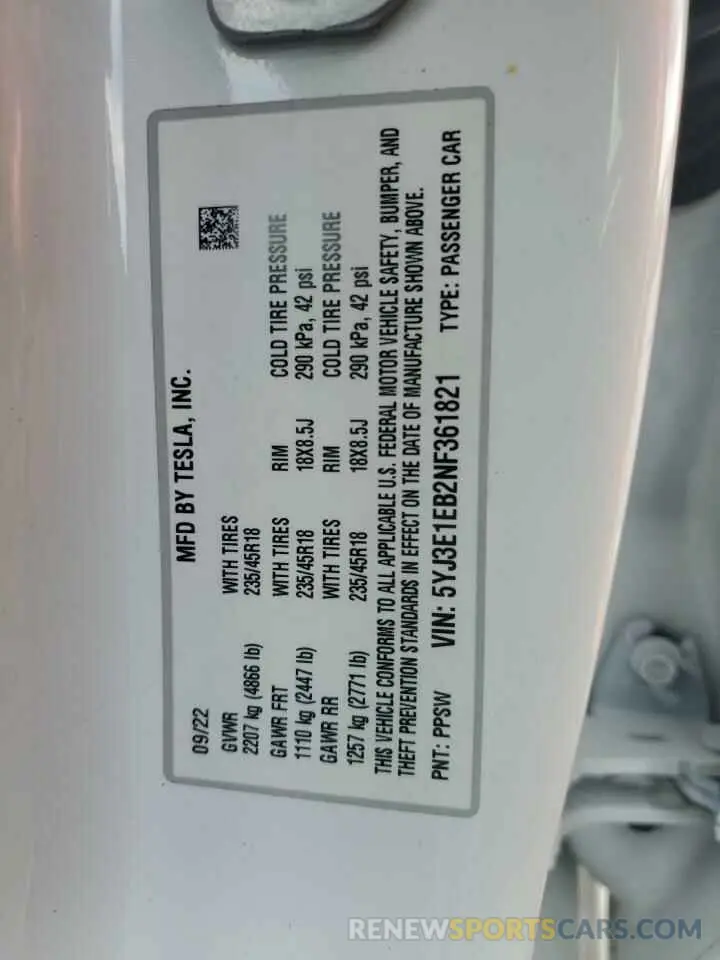 MFD BY TESLA, INC.
09/22
GVWR WITH TIRES
2207 kg (4866 lb) 235/45R18
GAWR FRT WITH TIRES RIM COLD TIRE PRESSURE
1110 kg (2447 lb) 235/45R18 18X8.5J 290 kPa, 42 psi
GAWR RR WITH TIRES RIM COLD TIRE PRESSURE
1257 kg (2771 lb) 235/45R18 18X8.5J 290 kPa, 42 psi
THIS VEHICLE CONFORMS TO ALL APPLICABLE U.S. FEDERAL MOTOR VEHICLE SAFETY, BUMPER, AND
THEFT PREVENTION STANDARDS IN EFFECT ON THE DATE OF MANUFACTURE SHOWN ABOVE.
PNT: PPSW VIN: 5YJ3E1EB2NF361821 TYPE: PASSENGER CAR
RENEWSPORTSCARS.COM